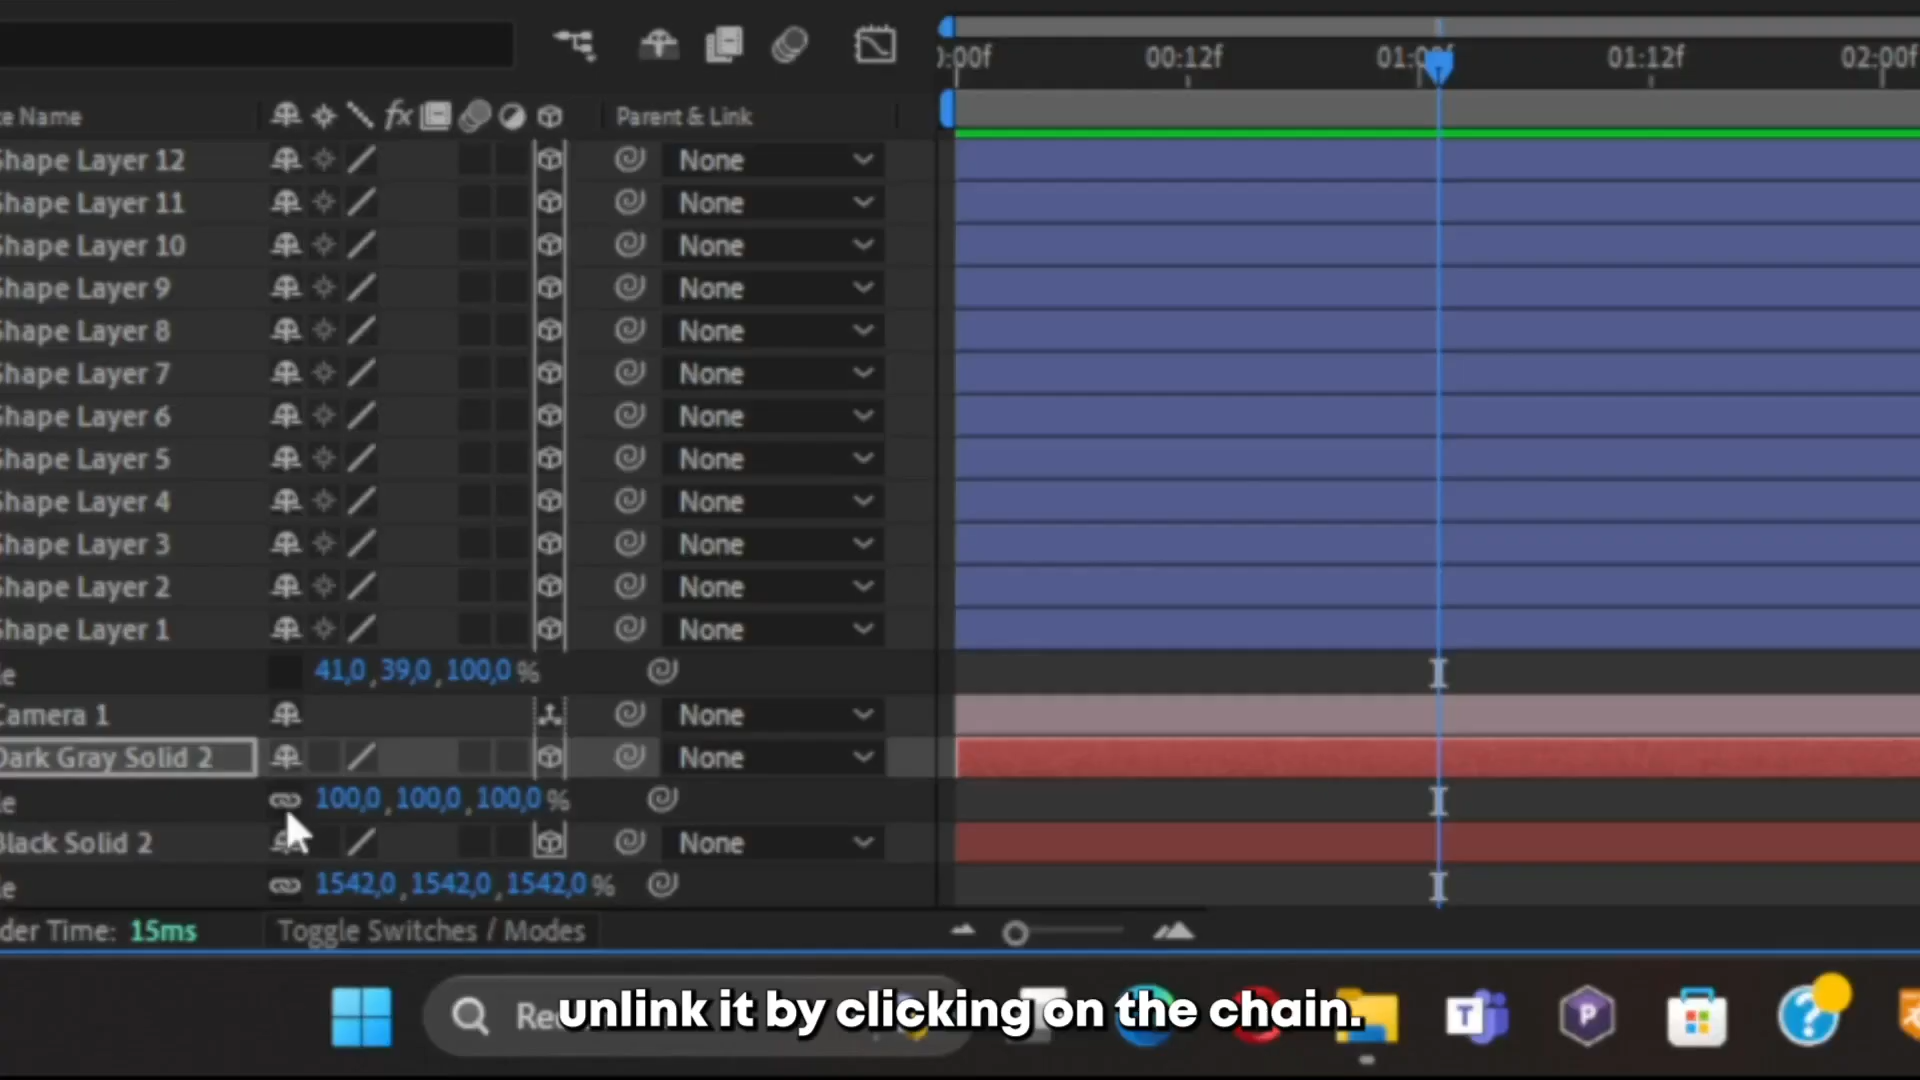 00:12f 01:12f 02:00f
Name Parent & Link
Shape Layer 12 None
Shape Layer 11 None
Shape Layer 10 None
Shape Layer 9 None
Shape Layer 8 None
Shape Layer 7 None
Shape Layer 6 None
Shape Layer 5 None
Shape Layer 4 None
Shape Layer 3 None
Shape Layer 2 None
Shape Layer 1 None
41,0, 39,0, 100,0 %
Camera 1 None
Dark Gray Solid 2 None
100,0, 100,0, 100,0 %
Black Solid 2 None
1542,0, 1542,0, 1542,0 %
der Time: 15ms Toggle Switches / Modes
unlink it by clicking on the chain.